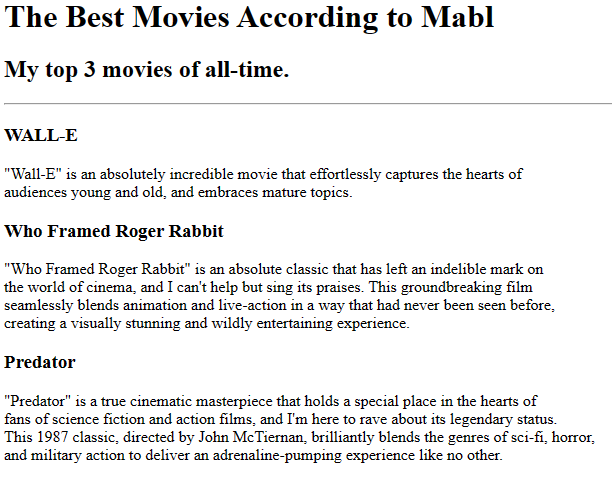 The Best Movies According to Mabl
My top 3 movies of all-time.
WALL-E
"Wall-E" is an absolutely incredible movie that effortlessly captures the hearts of
audiences young and old, and embraces mature topics.
Who Framed Roger Rabbit
"Who Framed Roger Rabbit" is an absolute classic that has left an indelible mark on
the world of cinema, and I can't help but sing its praises. This groundbreaking film
seamlessly blends animation and live-action in a way that had never been seen before,
creating a visually stunning and wildly entertaining experience.
Predator
"Predator" is a true cinematic masterpiece that holds a special place in the hearts of
fans of science fiction and action films, and I'm here to rave about its legendary status.
This 1987 classic, directed by John McTiernan, brilliantly blends the genres of sci-fi, horror,
and military action to deliver an adrenaline-pumping experience like no other.